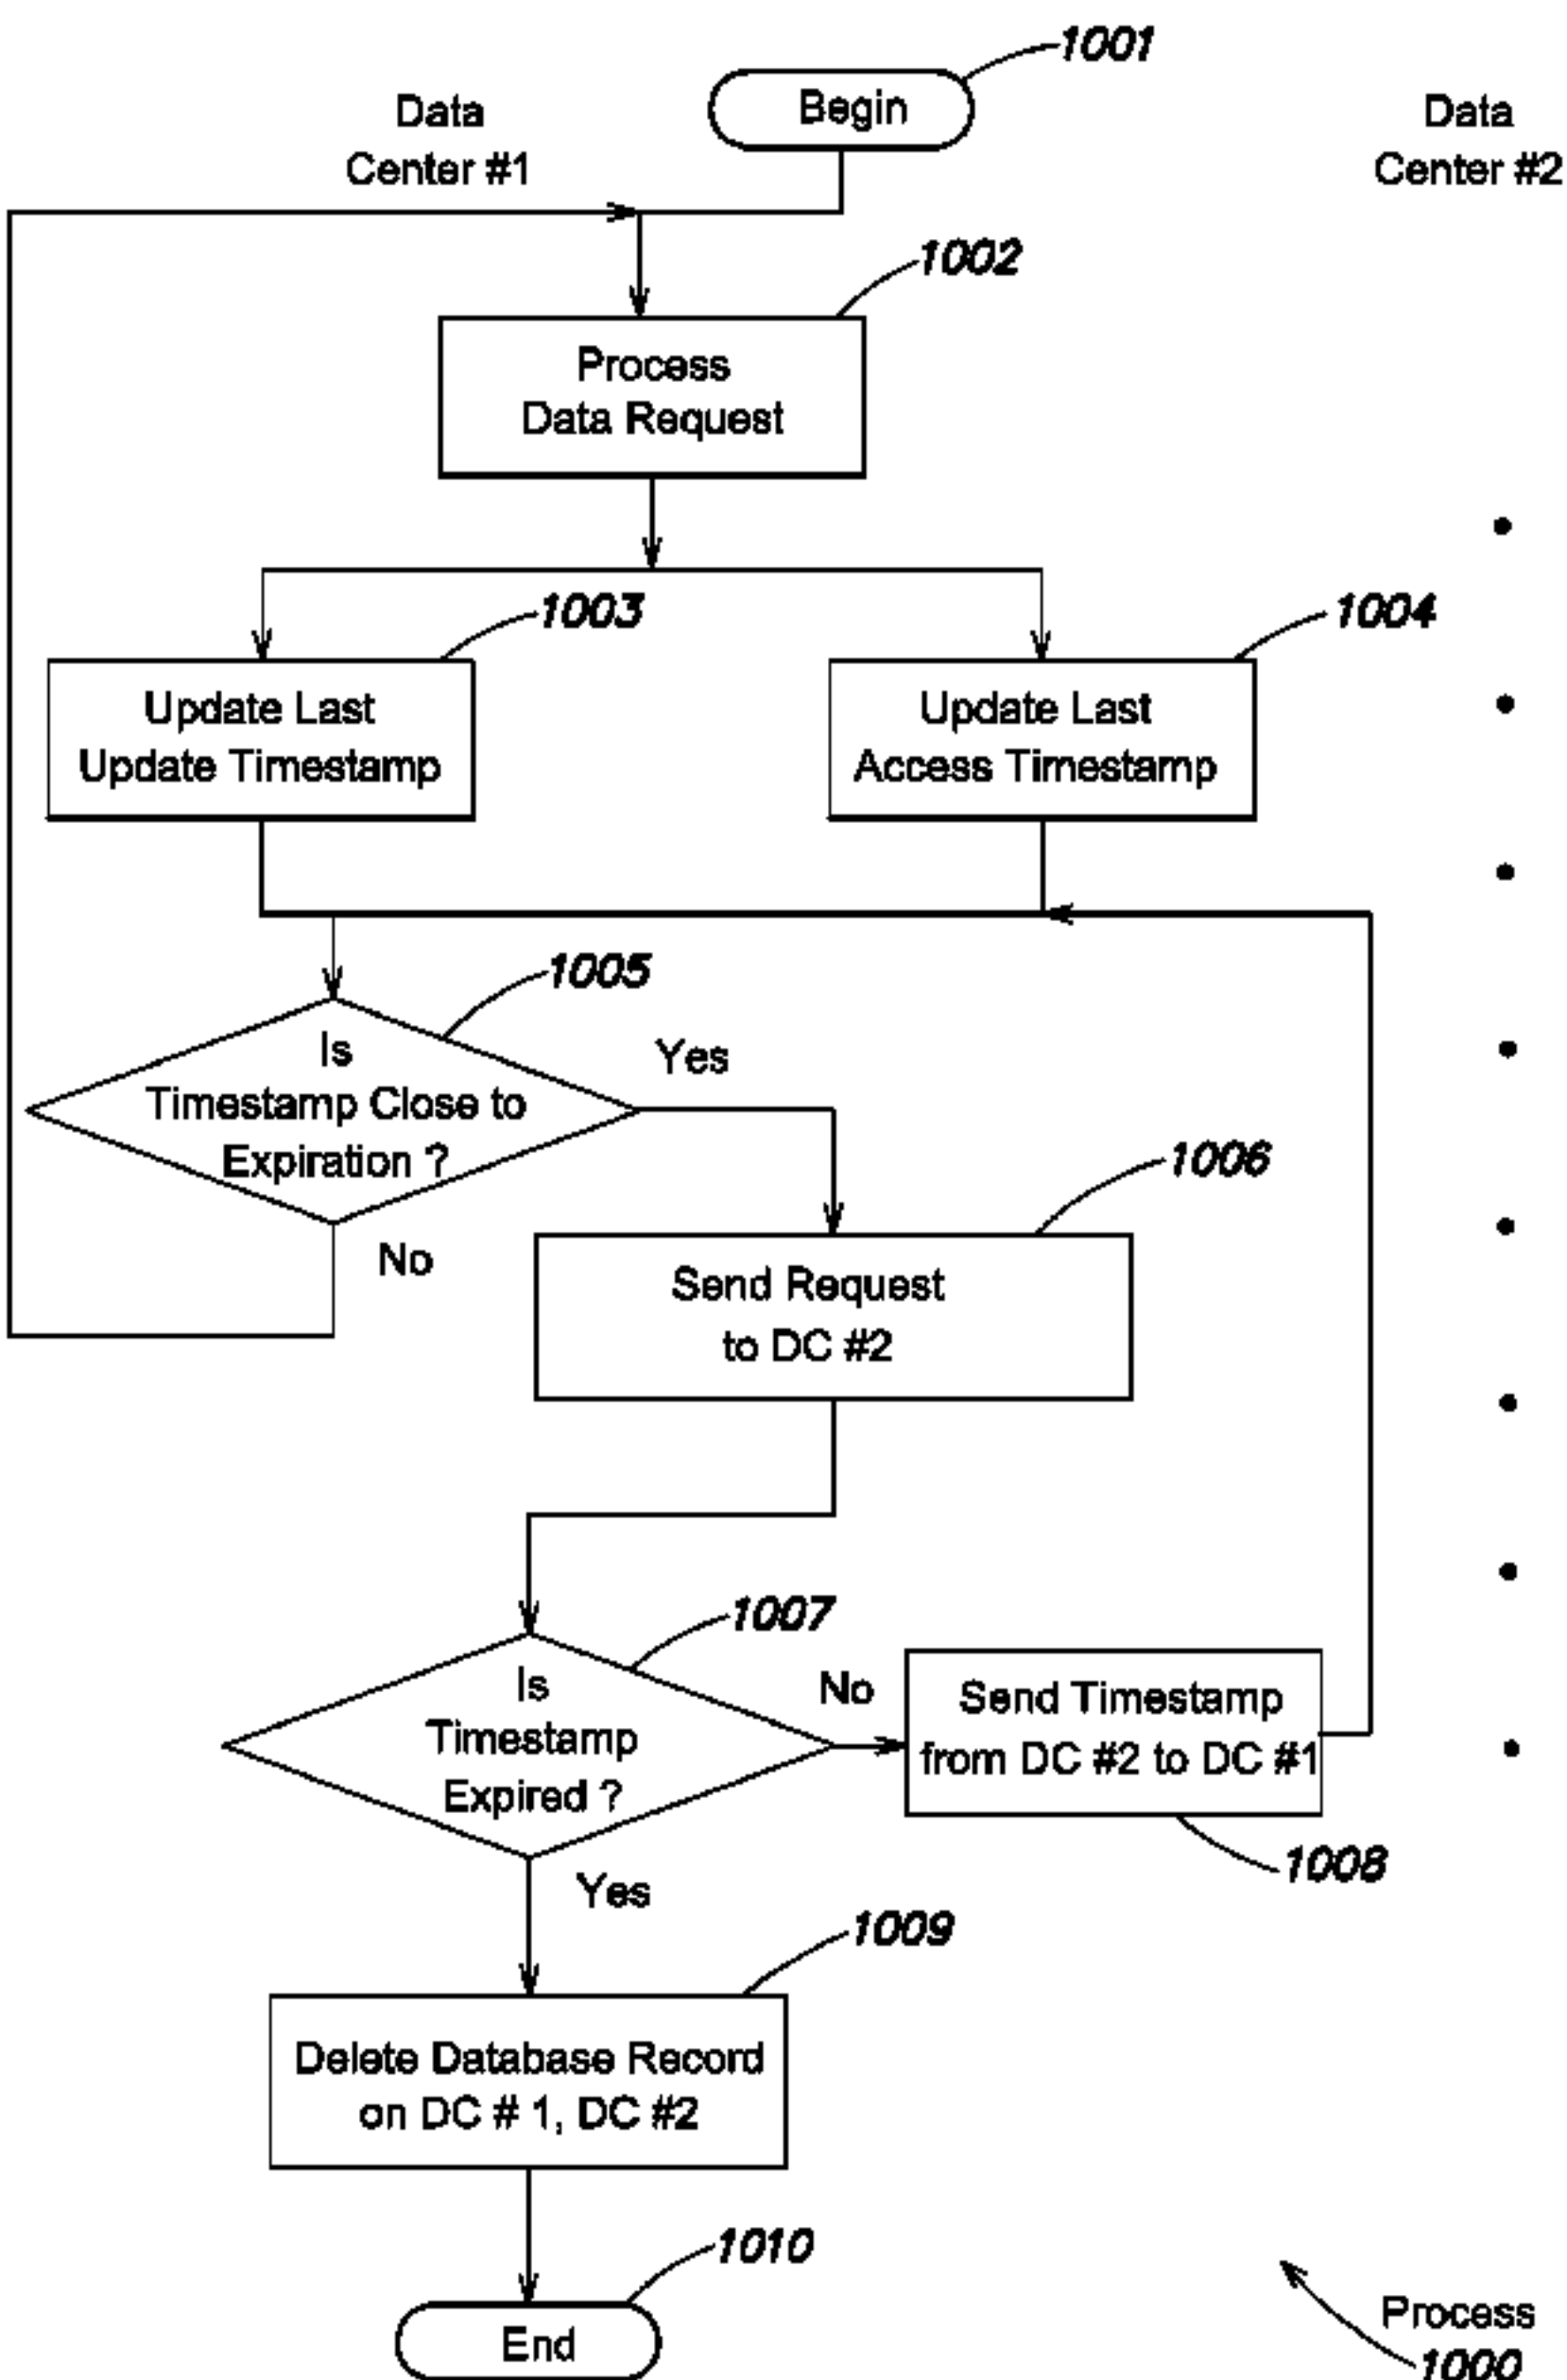 1001
Begin
Data
Center #1
Data
Center #2
1002
Process
Data Request
1003
Update Last
Update Timestamp
1004
Update Last
Access Timestamp
1005
Is
Timestamp Close to
Expiration ?
Yes
No
1006
Send Request
to DC #2
1007
Is
Timestamp
Expired ?
No
Send Timestamp
from DC #2 to DC #1
1008
Yes
1009
Delete Database Record
on DC # 1, DC #2
1010
End
Process
1000